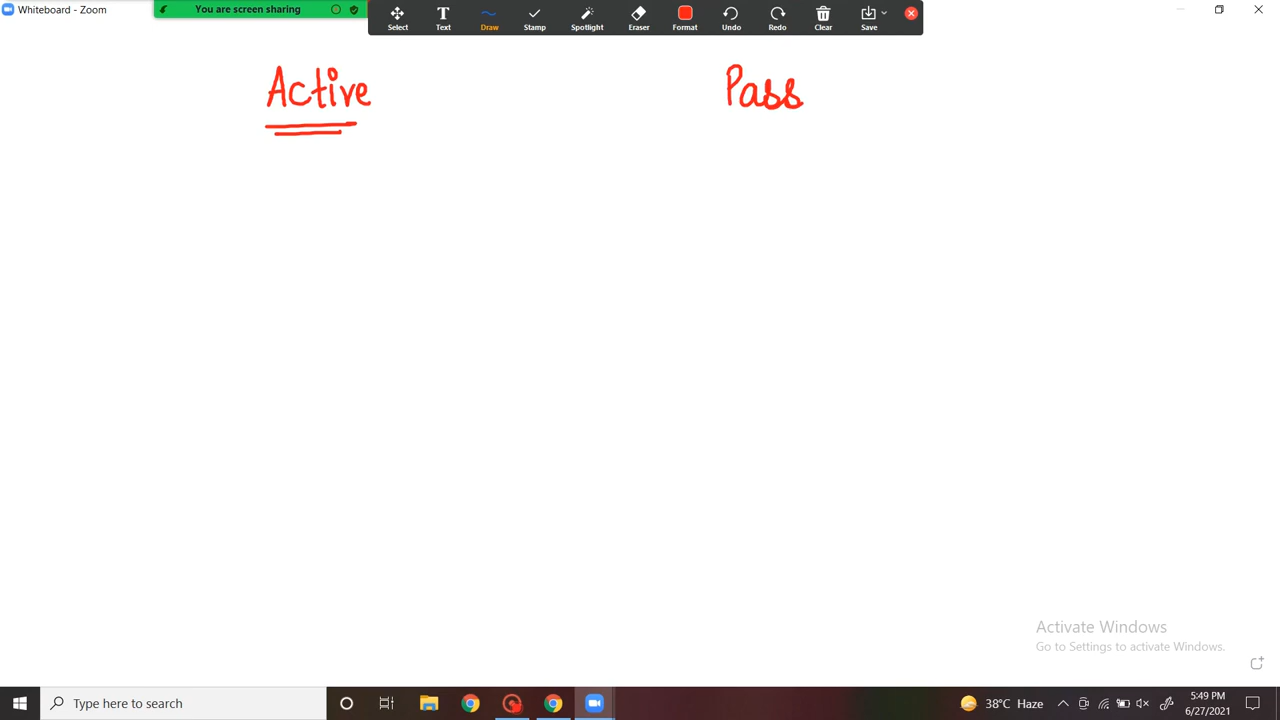 Whiteboard - Zoom
You are screen sharing
Select Text Draw Stamp Spotlight Eraser Format Undo Redo Clear Save
Active Pass
Activate Windows
Go to Settings to activate Windows.
Type here to search
38°C Haze
5:49 PM
6/27/2021